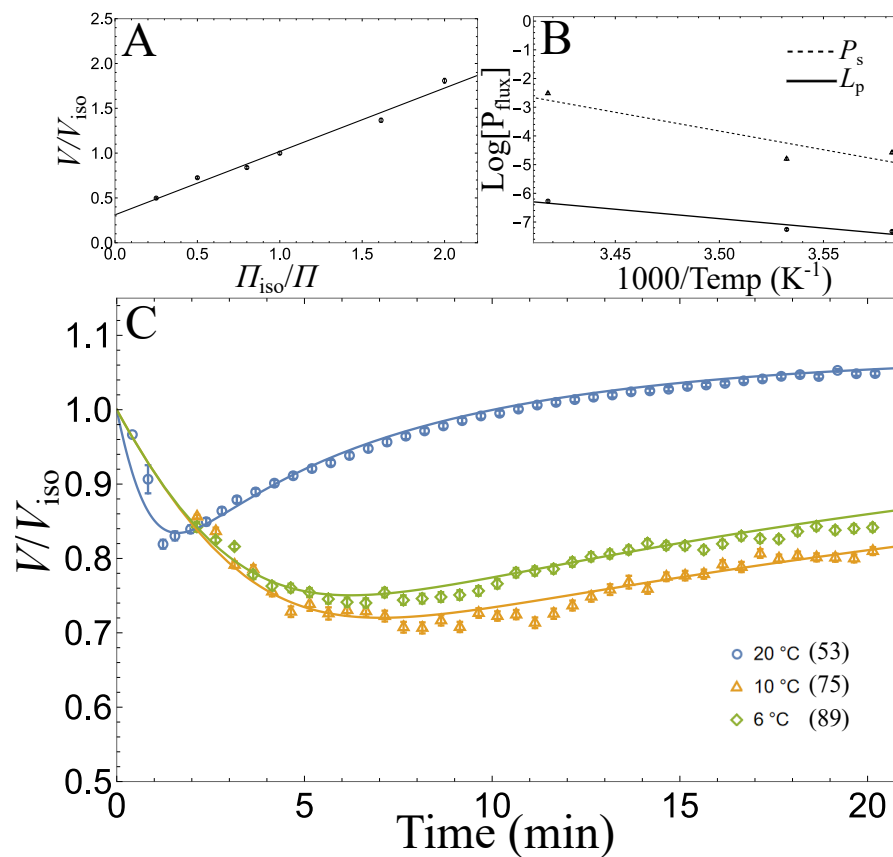 A
2.5
2.0
1.5
1.0
0.5
0.0
V/V_iso
0.0 0.5 1.0 1.5 2.0
Π_iso/Π
B
0
-1
-2
-3
-4
-5
-6
-7
Log[P_flux]
P_s
L_p
3.45 3.50 3.55
1000/Temp (K⁻¹)
C
1.1
1.0
0.9
0.8
0.7
0.6
0.5
V/V_iso
20 °C (53)
10 °C (75)
6 °C (89)
0 5 10 15 20
Time (min)